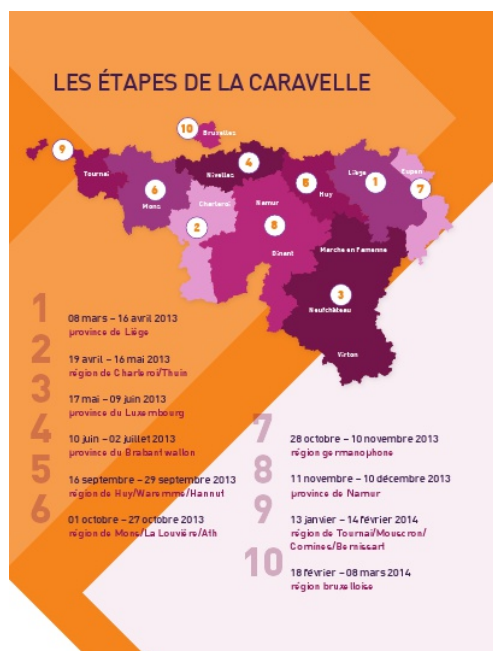 LES ÉTAPES DE LA CARAVELLE
10
Bruxelles
9
Tournai
6
Mons
Nivelles
4
Charleroi
2
Namur
8
Dinant
5
Huy
Liège
1
Eupen
7
Marche en Famenne
3
Neufchâteau
Virton
1
08 mars – 16 avril 2013
province de Liège
2
19 avril – 16 mai 2013
région de Charleroi/Thuin
3
17 mai – 09 juin 2013
province du Luxembourg
4
10 juin – 02 juillet 2013
province du Brabant wallon
5
16 septembre – 29 septembre 2013
région de Huy/Waremme/Hannut
6
01 octobre – 27 octobre 2013
région de Mons/La Louvière/Ath
7
28 octobre – 10 novembre 2013
région germanophone
8
11 novembre – 10 décembre 2013
province de Namur
9
13 janvier – 14 février 2014
région de Tournai/Mouscron/
Comines/Bernissart
10
18 février – 08 mars 2014
région bruxelloise